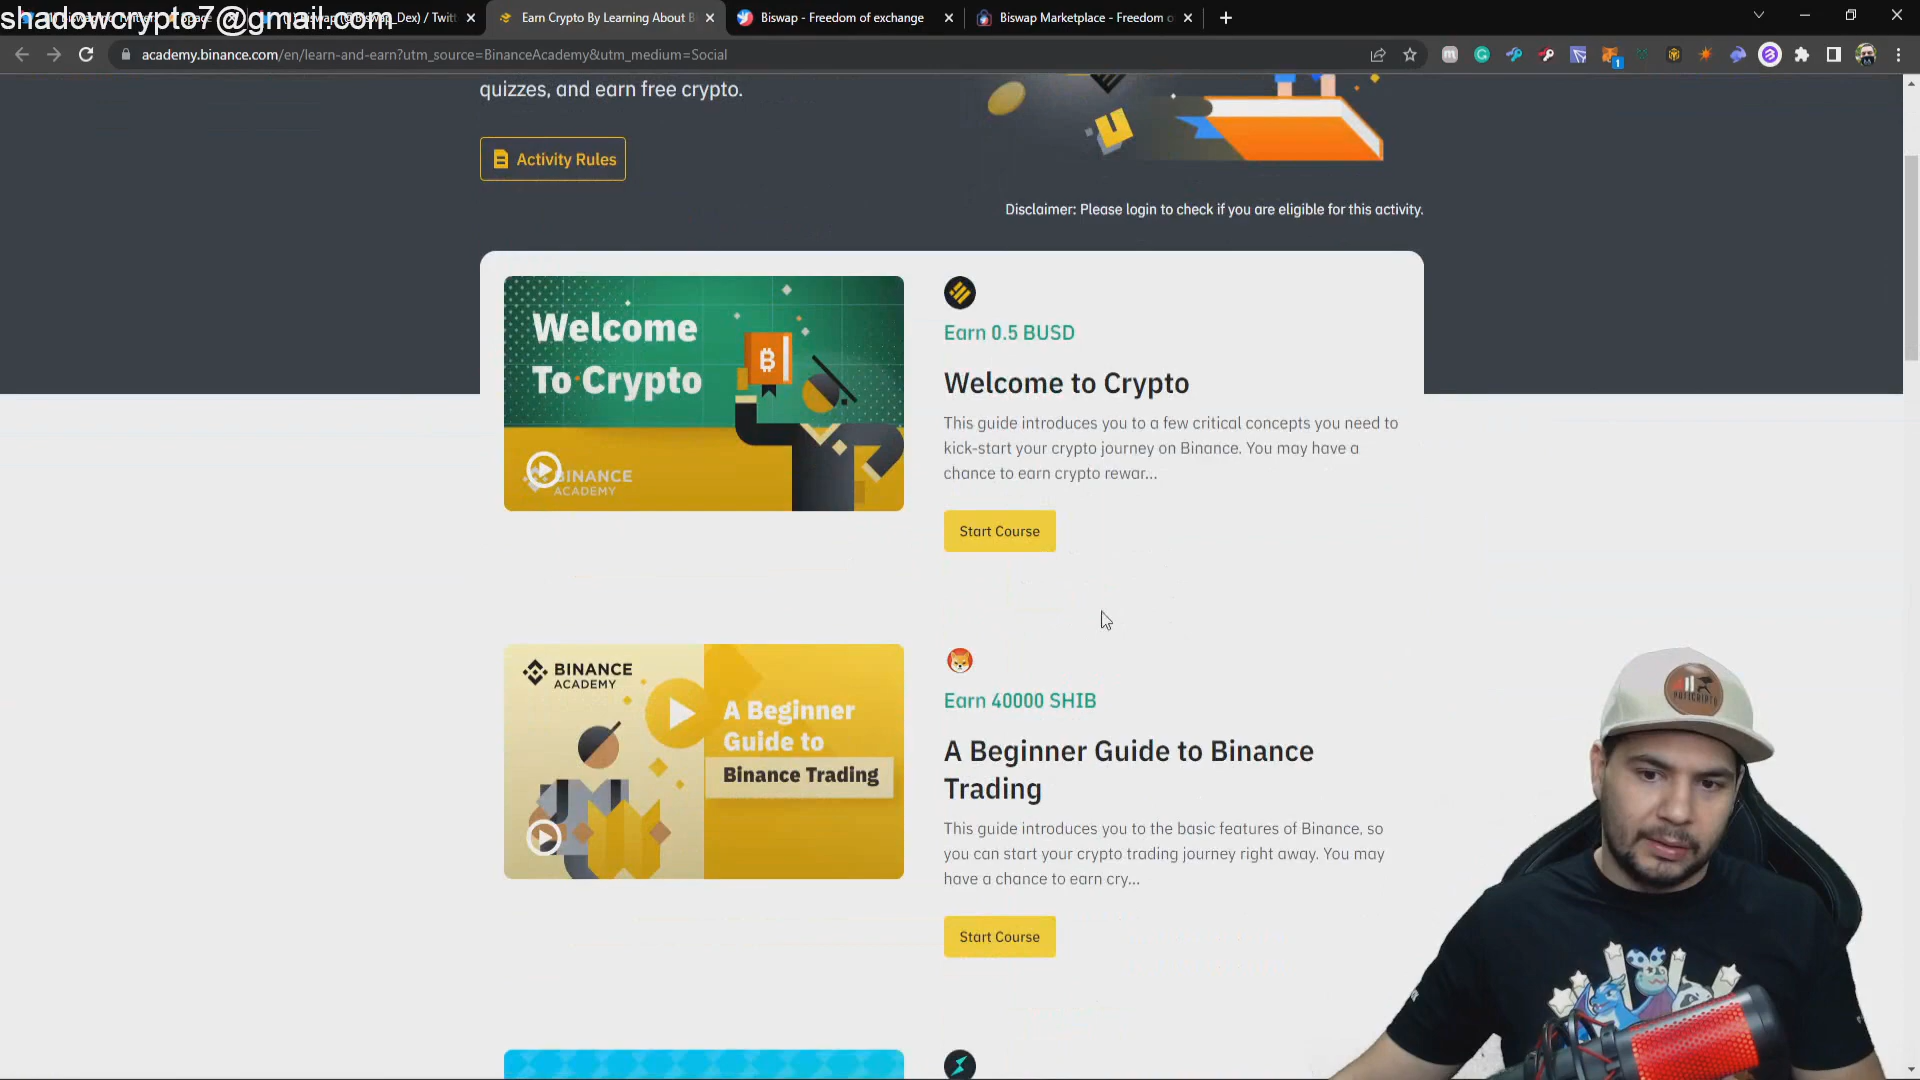 shadowcrypto7@gmail.com
Biswap (@Biswap_Dex) / Twitt
Earn Crypto By Learning About B
Biswap - Freedom of exchange
Biswap Marketplace - Freedom o
academy.binance.com/en/learn-and-earn?utm_source=BinanceAcademy&utm_medium=Social
1
quizzes, and earn free crypto.
Activity Rules
Disclaimer: Please login to check if you are eligible for this activity.
Welcome
To Crypto
BINANCE
ACADEMY
Earn 0.5 BUSD
Welcome to Crypto
This guide introduces you to a few critical concepts you need to
kick-start your crypto journey on Binance. You may have a
chance to earn crypto rewar...
Start Course
BINANCE
ACADEMY
A Beginner
Guide to
Binance Trading
Earn 40000 SHIB
A Beginner Guide to Binance
Trading
This guide introduces you to the basic features of Binance, so
you can start your crypto trading journey right away. You may
have a chance to earn cry...
Start Course